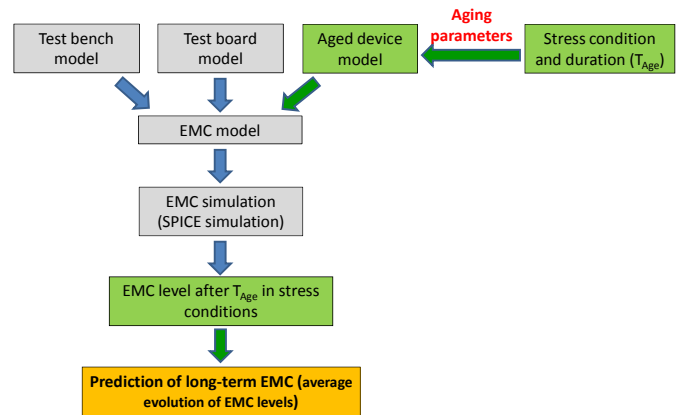 Test bench
model
Test board
model
Aged device
model
Aging
parameters
Stress condition
and duration (TAge)
EMC model
EMC simulation
(SPICE simulation)
EMC level after TAge in stress
conditions
Prediction of long-term EMC (average
evolution of EMC levels)